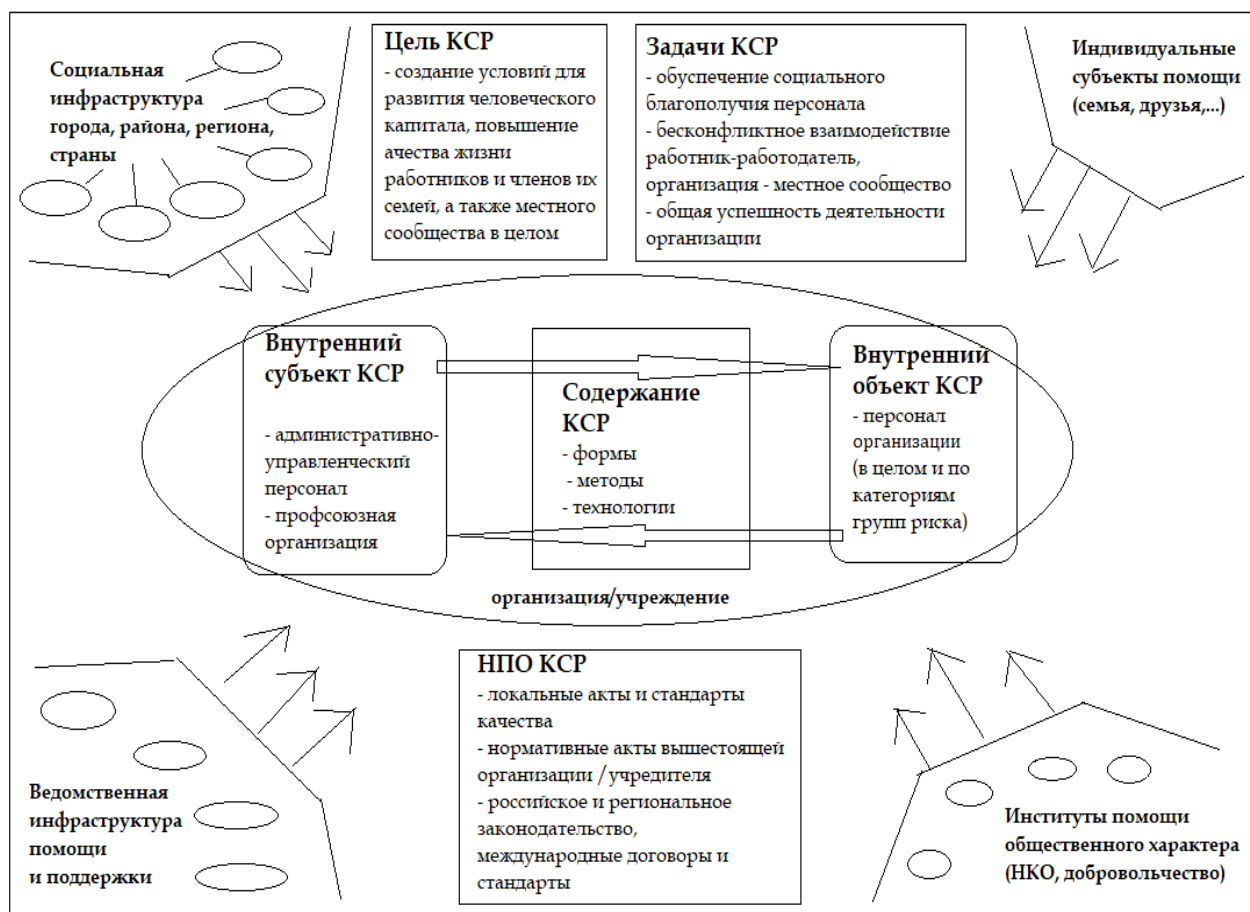 Социальная
инфраструктура
города, района, региона,
страны
Цель КСР
- создание условий для
развития человеческого
капитала, повышение
ачества жизни
работников и членов их
семей, а также местного
сообщества в целом
Задачи КСР
- обуспечение социального
благополучия персонала
- бесконфликтное взаимодействие
работник-работодатель,
организация - местное сообщество
- общая успешность деятельности
организации
Индивидуальные
субъекты помощи
(семья, друзья,...)
Внутренний
субъект КСР
- административно-
управленческий
персонал
- профсоюзная
организация
Содержание
КСР
- формы
- методы
- технологии
Внутренний
объект КСР
- персонал
организации
(в целом и по
категориям
групп риска)
организация/учреждение
Ведомственная
инфраструктура
помощи
и поддержки
НПО КСР
- локальные акты и стандарты
качества
- нормативные акты вышестоящей
организации /учредителя
- российское и региональное
законодательство,
международные договоры и
стандарты
Институты помощи
общественного характера
(НКО, добровольчество)